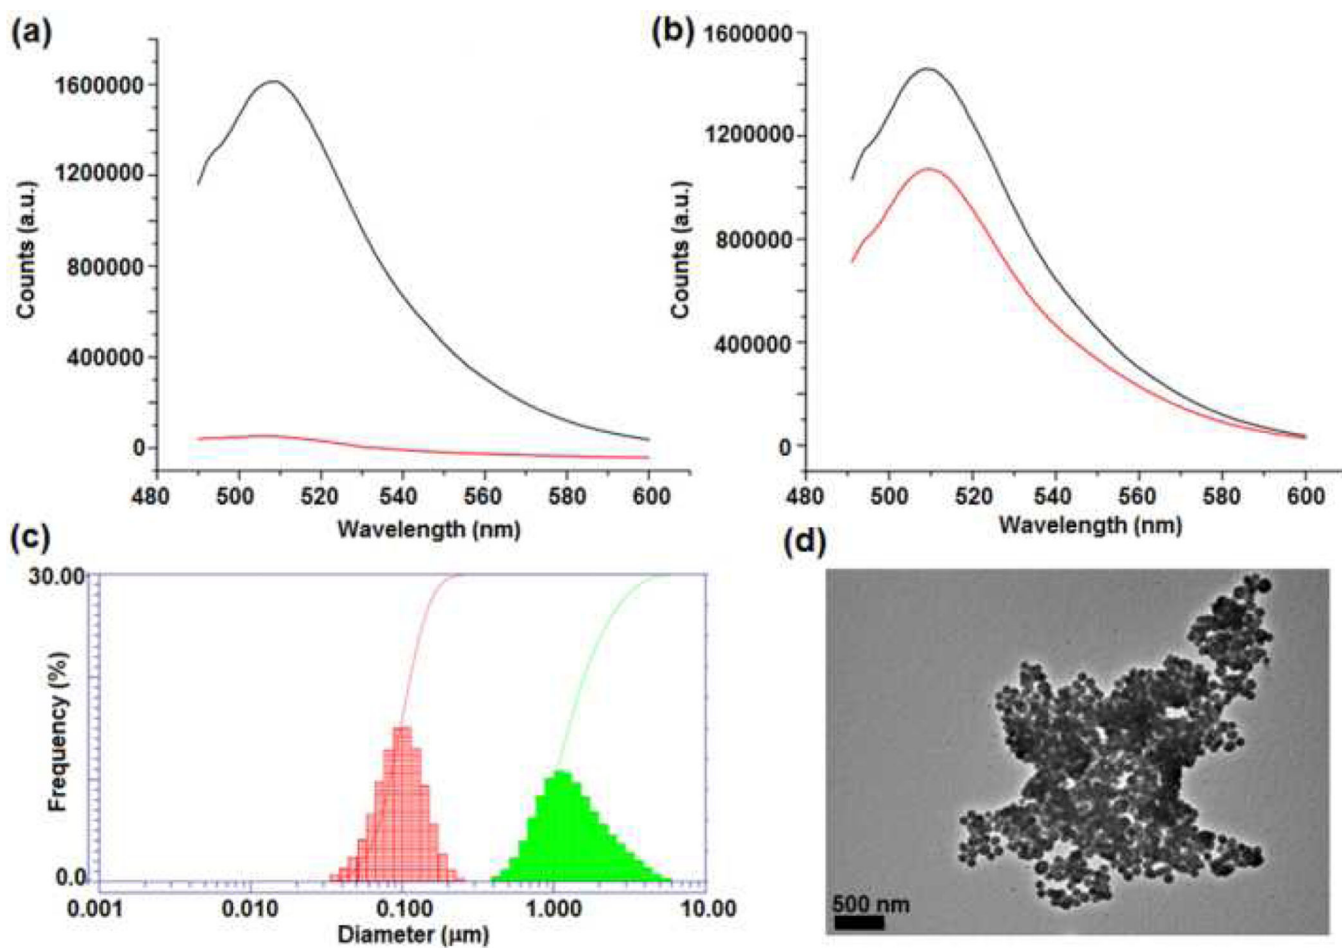 (a)
1600000
1200000
800000
400000
0
Counts (a.u.)
480 500 520 540 560 580 600
Wavelength (nm)
(b)
1600000
1200000
800000
400000
0
Counts (a.u.)
480 500 520 540 560 580 600
Wavelength (nm)
(c)
30.00
0.0
Frequency (%)
0.001 0.010 0.100 1.000 10.00
Diameter (µm)
(d)
500 nm